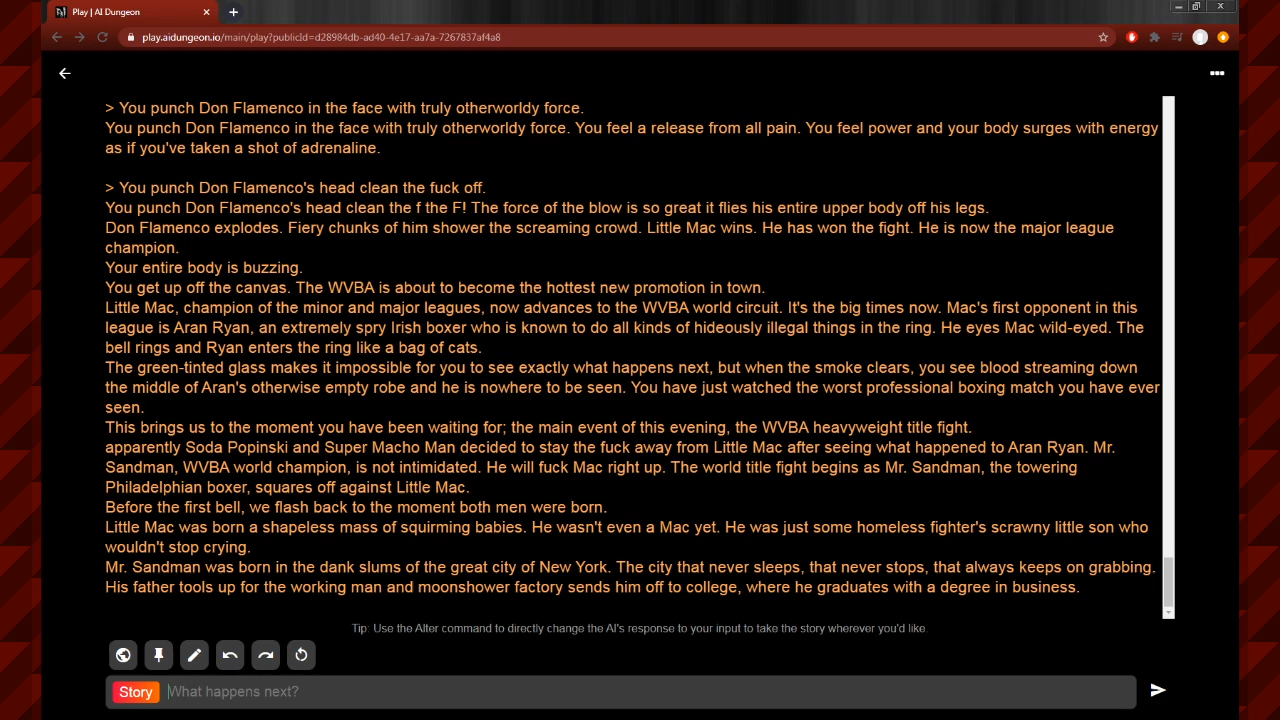 Play | AI Dungeon
play.aidungeon.io/main/play?publicId=d28984db-ad40-4e17-aa7a-7267837af4a8
> You punch Don Flamenco in the face with truly otherworldy force.
You punch Don Flamenco in the face with truly otherworldy force. You feel a release from all pain. You feel power and your body surges with energy
as if you've taken a shot of adrenaline.
> You punch Don Flamenco's head clean the fuck off.
You punch Don Flamenco's head clean the f the F! The force of the blow is so great it flies his entire upper body off his legs.
Don Flamenco explodes. Fiery chunks of him shower the screaming crowd. Little Mac wins. He has won the fight. He is now the major league
champion.
Your entire body is buzzing.
You get up off the canvas. The WVBA is about to become the hottest new promotion in town.
Little Mac, champion of the minor and major leagues, now advances to the WVBA world circuit. It's the big times now. Mac's first opponent in this
league is Aran Ryan, an extremely spry Irish boxer who is known to do all kinds of hideously illegal things in the ring. He eyes Mac wild-eyed. The
bell rings and Ryan enters the ring like a bag of cats.
The green-tinted glass makes it impossible for you to see exactly what happens next, but when the smoke clears, you see blood streaming down
the middle of Aran's otherwise empty robe and he is nowhere to be seen. You have just watched the worst professional boxing match you have ever
seen.
This brings us to the moment you have been waiting for; the main event of this evening, the WVBA heavyweight title fight.
apparently Soda Popinski and Super Macho Man decided to stay the fuck away from Little Mac after seeing what happened to Aran Ryan. Mr.
Sandman, WVBA world champion, is not intimidated. He will fuck Mac right up. The world title fight begins as Mr. Sandman, the towering
Philadelphian boxer, squares off against Little Mac.
Before the first bell, we flash back to the moment both men were born.
Little Mac was born a shapeless mass of squirming babies. He wasn't even a Mac yet. He was just some homeless fighter's scrawny little son who
wouldn't stop crying.
Mr. Sandman was born in the dank slums of the great city of New York. The city that never sleeps, that never stops, that always keeps on grabbing.
His father tools up for the working man and moonshower factory sends him off to college, where he graduates with a degree in business.
Tip: Use the Alter command to directly change the AI's response to your input to take the story wherever you'd like.
Story What happens next?